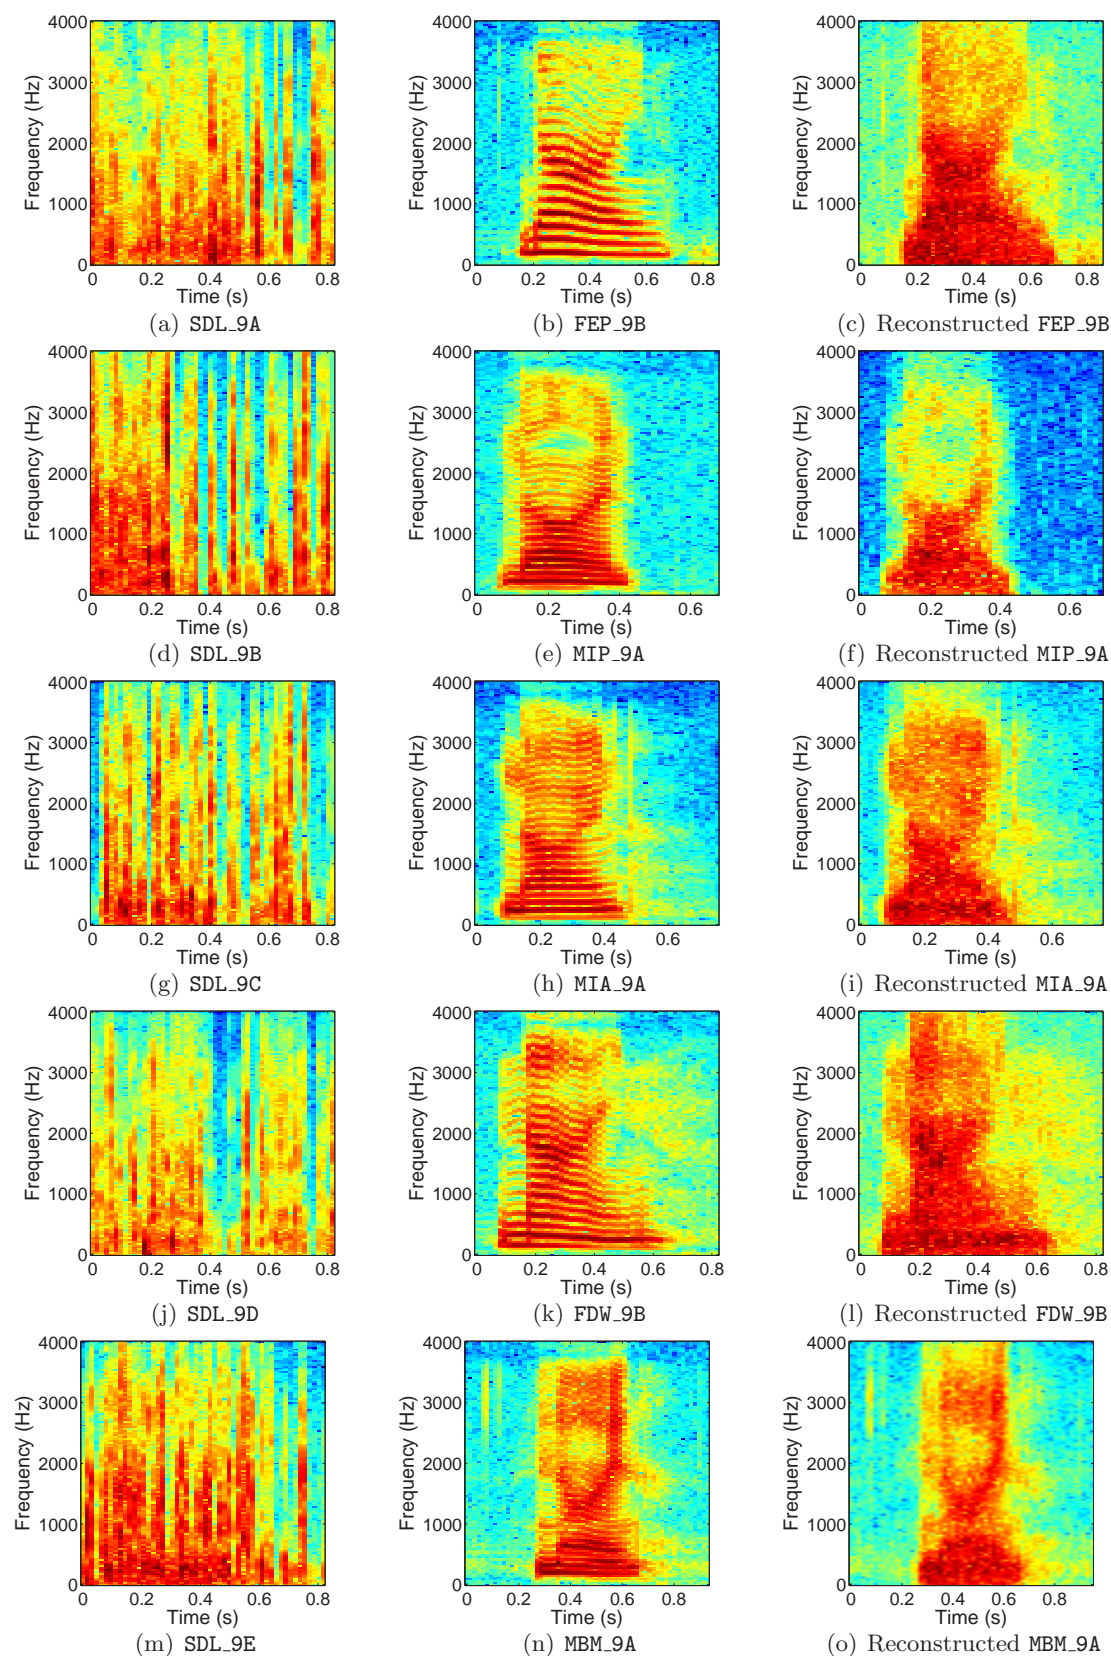 4000
3000
2000
1000
0
Frequency (Hz)
0 0.2 0.4 0.6 0.8
Time (s)
(a) SDL_9A
4000
3000
2000
1000
0
Frequency (Hz)
0 0.2 0.4 0.6 0.8
Time (s)
(b) FEP_9B
4000
3000
2000
1000
0
Frequency (Hz)
0 0.2 0.4 0.6 0.8
Time (s)
(c) Reconstructed FEP_9B
4000
3000
2000
1000
0
Frequency (Hz)
0 0.2 0.4 0.6 0.8
Time (s)
(d) SDL_9B
4000
3000
2000
1000
0
Frequency (Hz)
0 0.2 0.4 0.6
Time (s)
(e) MIP_9A
4000
3000
2000
1000
0
Frequency (Hz)
0 0.2 0.4 0.6
Time (s)
(f) Reconstructed MIP_9A
4000
3000
2000
1000
0
Frequency (Hz)
0 0.2 0.4 0.6 0.8
Time (s)
(g) SDL_9C
4000
3000
2000
1000
0
Frequency (Hz)
0 0.2 0.4 0.6
Time (s)
(h) MIA_9A
4000
3000
2000
1000
0
Frequency (Hz)
0 0.2 0.4 0.6
Time (s)
(i) Reconstructed MIA_9A
4000
3000
2000
1000
0
Frequency (Hz)
0 0.2 0.4 0.6 0.8
Time (s)
(j) SDL_9D
4000
3000
2000
1000
0
Frequency (Hz)
0 0.2 0.4 0.6 0.8
Time (s)
(k) FDW_9B
4000
3000
2000
1000
0
Frequency (Hz)
0 0.2 0.4 0.6 0.8
Time (s)
(l) Reconstructed FDW_9B
4000
3000
2000
1000
0
Frequency (Hz)
0 0.2 0.4 0.6 0.8
Time (s)
(m) SDL_9E
4000
3000
2000
1000
0
Frequency (Hz)
0 0.2 0.4 0.6 0.8
Time (s)
(n) MBM_9A
4000
3000
2000
1000
0
Frequency (Hz)
0 0.2 0.4 0.6 0.8
Time (s)
(o) Reconstructed MBM_9A